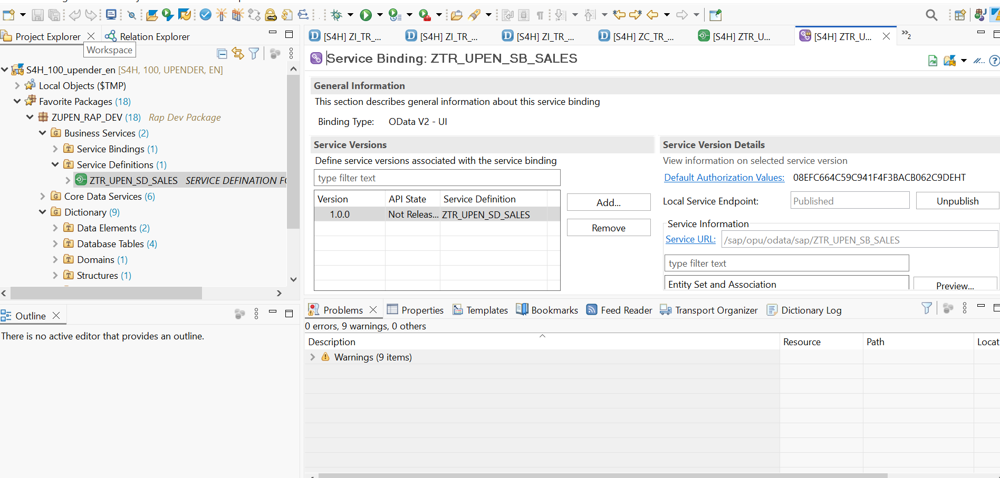 Project Explorer
Relation Explorer
Workspace
S4H_100_upender_en [S4H, 100, UPENDER, EN]
Local Objects ($TMP)
Favorite Packages (18)
ZUPEN_RAP_DEV (18) Rap Dev Package
Business Services (2)
Service Bindings (1)
Service Definitions (1)
ZTR_UPEN_SD_SALES SERVICE DEFINATION FO
Core Data Services (6)
Dictionary (9)
Data Elements (2)
Database Tables (4)
Domains (1)
Structures (1)
Outline
There is no active editor that provides an outline.
[S4H] ZI_TR_...
[S4H] ZI_TR_...
[S4H] ZI_TR_...
[S4H] ZC_TR_...
[S4H] ZTR_U...
[S4H] ZTR_U...
»2
Service Binding: ZTR_UPEN_SB_SALES
General Information
This section describes general information about this service binding
Binding Type: OData V2 - UI
Service Versions
Define service versions associated with the service binding
type filter text
Version API State Service Definition
1.0.0 Not Releas... ZTR_UPEN_SD_SALES
Add...
Remove
Service Version Details
View information on selected service version
Default Authorization Values: 08EFC664C59C941F4F3BACB062C9DEHT
Local Service Endpoint: Published Unpublish
Service Information
Service URL: /sap/opu/odata/sap/ZTR_UPEN_SB_SALES
type filter text
Entity Set and Association
Preview...
Problems
Properties
Templates
Bookmarks
Feed Reader
Transport Organizer
Dictionary Log
0 errors, 9 warnings, 0 others
Description Resource Path Locat
Warnings (9 items)